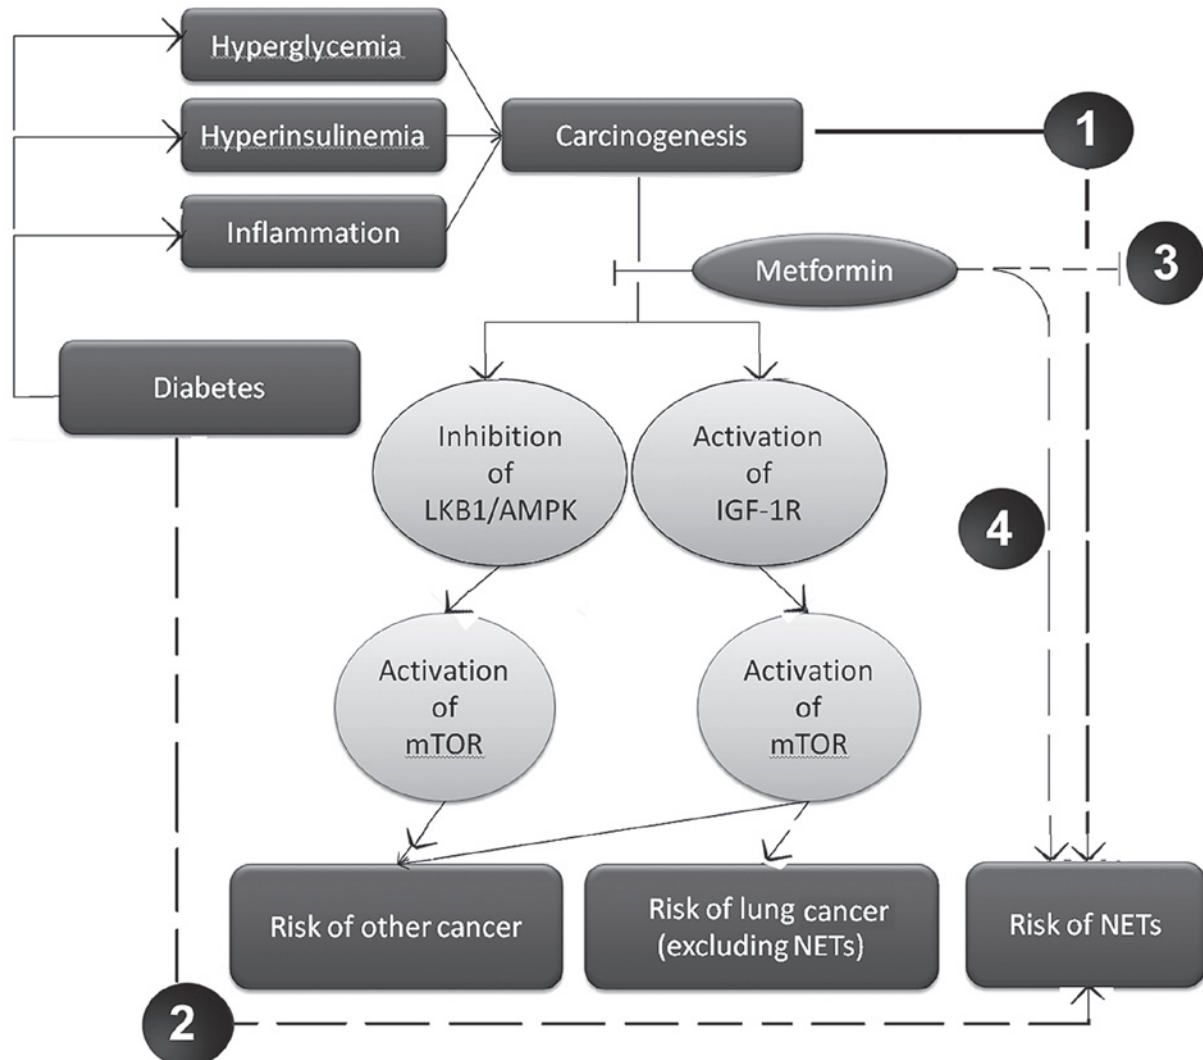 Hyperglycemia
Hyperinsulinemia
Inflammation
Carcinogenesis
1
Metformin
3
Diabetes
Inhibition
of
LKB1/AMPK
Activation
of
IGF-1R
4
Activation
of
mTOR
Activation
of
mTOR
Risk of other cancer
Risk of lung cancer
(excluding NETs)
Risk of NETs
2